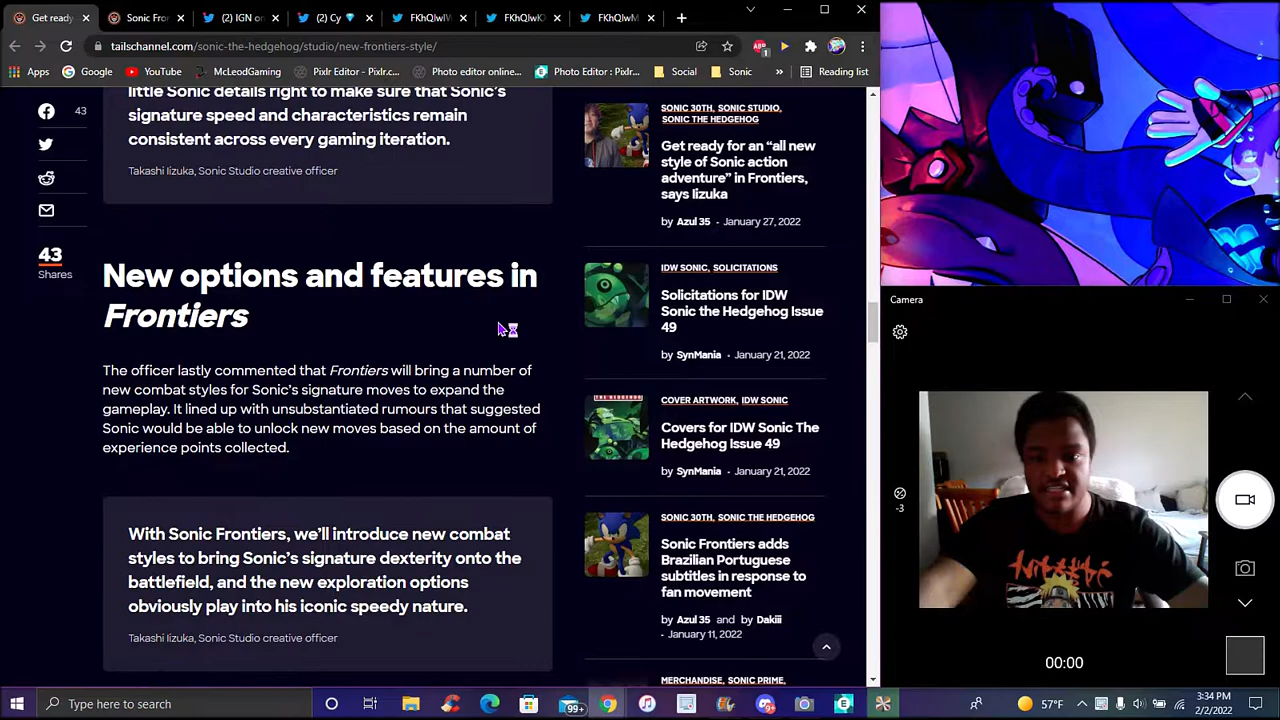 Get ready
Sonic Fron
(2) IGN on
(2) Cy
FKhQlwIV
FKhQlwK
FKhQlwM
tailschannel.com/sonic-the-hedgehog/studio/new-frontiers-style/
1
Apps
Google
YouTube
McLeodGaming
Pixlr Editor - Pixlr.c...
Photo editor online...
Photo Editor : Pixlr...
Social
Sonic
»
Reading list
little Sonic details right to make sure that Sonic's
signature speed and characteristics remain
consistent across every gaming iteration.
Takashi Iizuka, Sonic Studio creative officer
43
43
Shares
New options and features in
Frontiers
The officer lastly commented that Frontiers will bring a number of
new combat styles for Sonic's signature moves to expand the
gameplay. It lined up with unsubstantiated rumours that suggested
Sonic would be able to unlock new moves based on the amount of
experience points collected.
With Sonic Frontiers, we'll introduce new combat
styles to bring Sonic's signature dexterity onto the
battlefield, and the new exploration options
obviously play into his iconic speedy nature.
Takashi Iizuka, Sonic Studio creative officer
SONIC 30TH, SONIC STUDIO,
SONIC THE HEDGEHOG
Get ready for an "all new
style of Sonic action
adventure" in Frontiers,
says Iizuka
by Azul 35 - January 27, 2022
IDW SONIC, SOLICITATIONS
Solicitations for IDW
Sonic the Hedgehog Issue
49
by SynMania - January 21, 2022
COVER ARTWORK, IDW SONIC
Covers for IDW Sonic The
Hedgehog Issue 49
by SynMania - January 21, 2022
SONIC 30TH, SONIC THE HEDGEHOG
Sonic Frontiers adds
Brazilian Portuguese
subtitles in response to
fan movement
by Azul 35 and by Dakiii
- January 11, 2022
MERCHANDISE, SONIC PRIME,
Camera
-3
00:00
Type here to search
99+
57°F
3:34 PM
2/2/2022